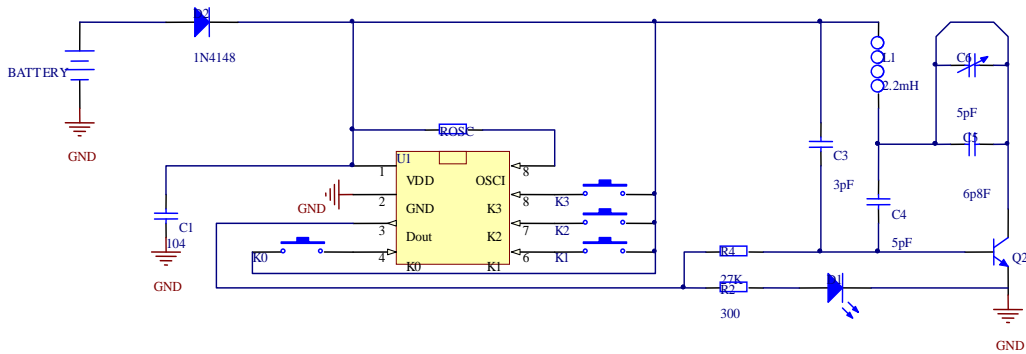 D2
1N4148
BATTERY
GND
L1
2.2mH
C6
5pF
C5
6p8F
ROSC
U1
1
VDD
OSCI
8
2
GND
GND
K3
8
K3
3
Dout
K2
7
K2
4
K0
K0
K1
6
K1
C1
104
GND
C3
3pF
C4
5pF
R4
27K
R2
300
D1
Q2
GND